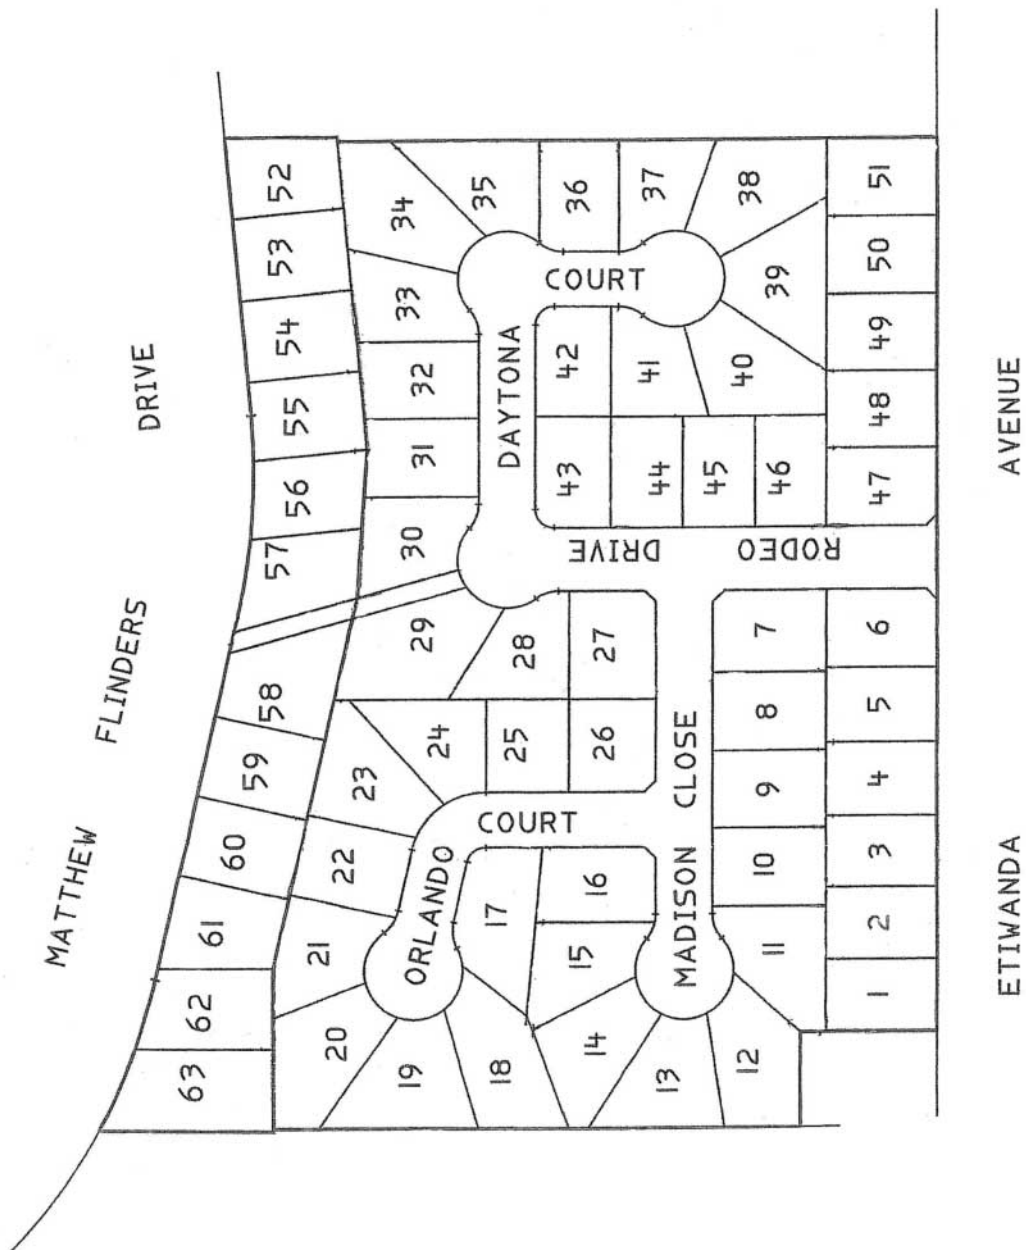 MATTHEW FLINDERS DRIVE
63 62 61 60 59 58 57 56 55 54 53 52
20 21 22 23 29 30 31 32 33 34
19 18 17 24 25 28 35
ORLANDO
COURT
DAYTONA
COURT
14 15 16 26 27 43 42 36
13 44 41 37
45
12 11 10 9 8 7 46 40 39 38
MADISON CLOSE
RODEO DRIVE
1 2 3 4 5 6 47 48 49 50 51
ETIWANDA AVENUE